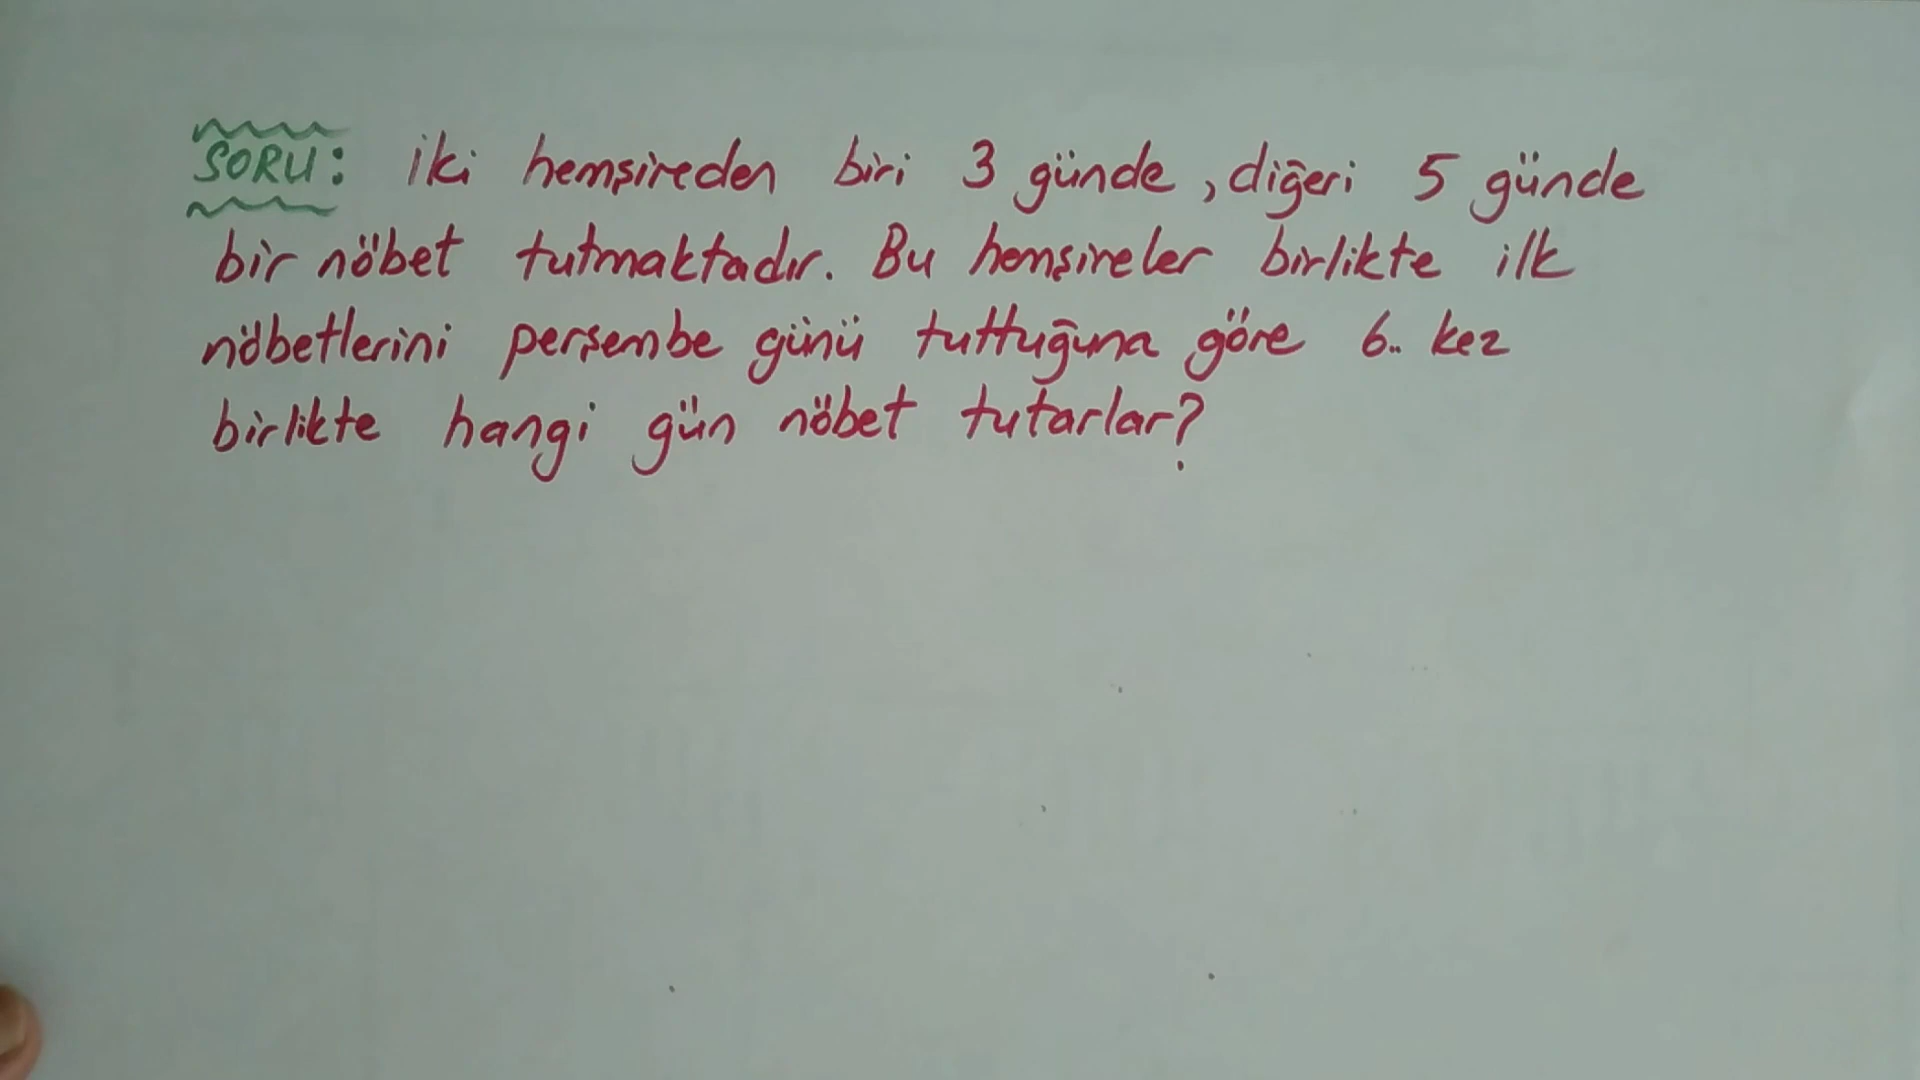 SORU: İki hemşireden biri 3 günde, diğeri 5 günde
bir nöbet tutmaktadır. Bu hemşireler birlikte ilk
nöbetlerini perşembe günü tuttuğuna göre 6.. kez
birlikte hangi gün nöbet tutarlar?